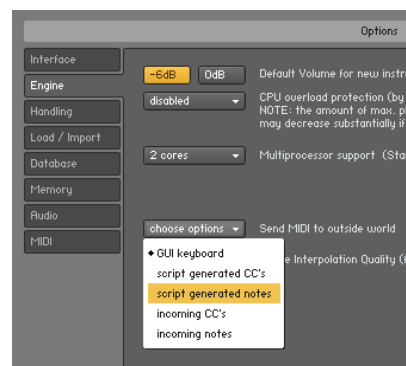 Options
Interface
Engine
Handling
Load / Import
Database
Memory
Audio
MIDI
-6dB 0dB Default Volume for new
disabled CPU overload protection (by
NOTE: the amount of max.
may decrease substantially if
2 cores Multiprocessor support
choose options Send MIDI to outside world
Interpolation Quality
GUI keyboard
script generated CC's
script generated notes
incoming CC's
incoming notes